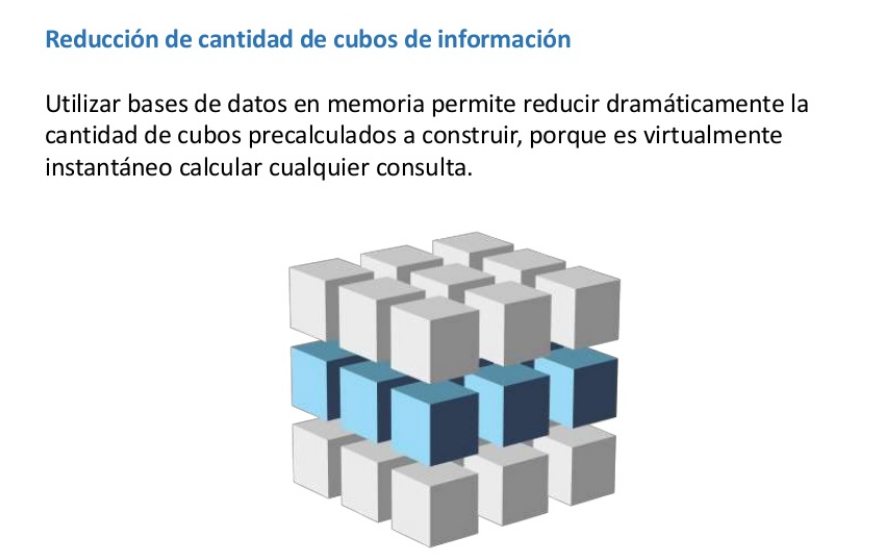 Reducción de cantidad de cubos de información
Utilizar bases de datos en memoria permite reducir dramáticamente la
cantidad de cubos precalculados a construir, porque es virtualmente
instantáneo calcular cualquier consulta.